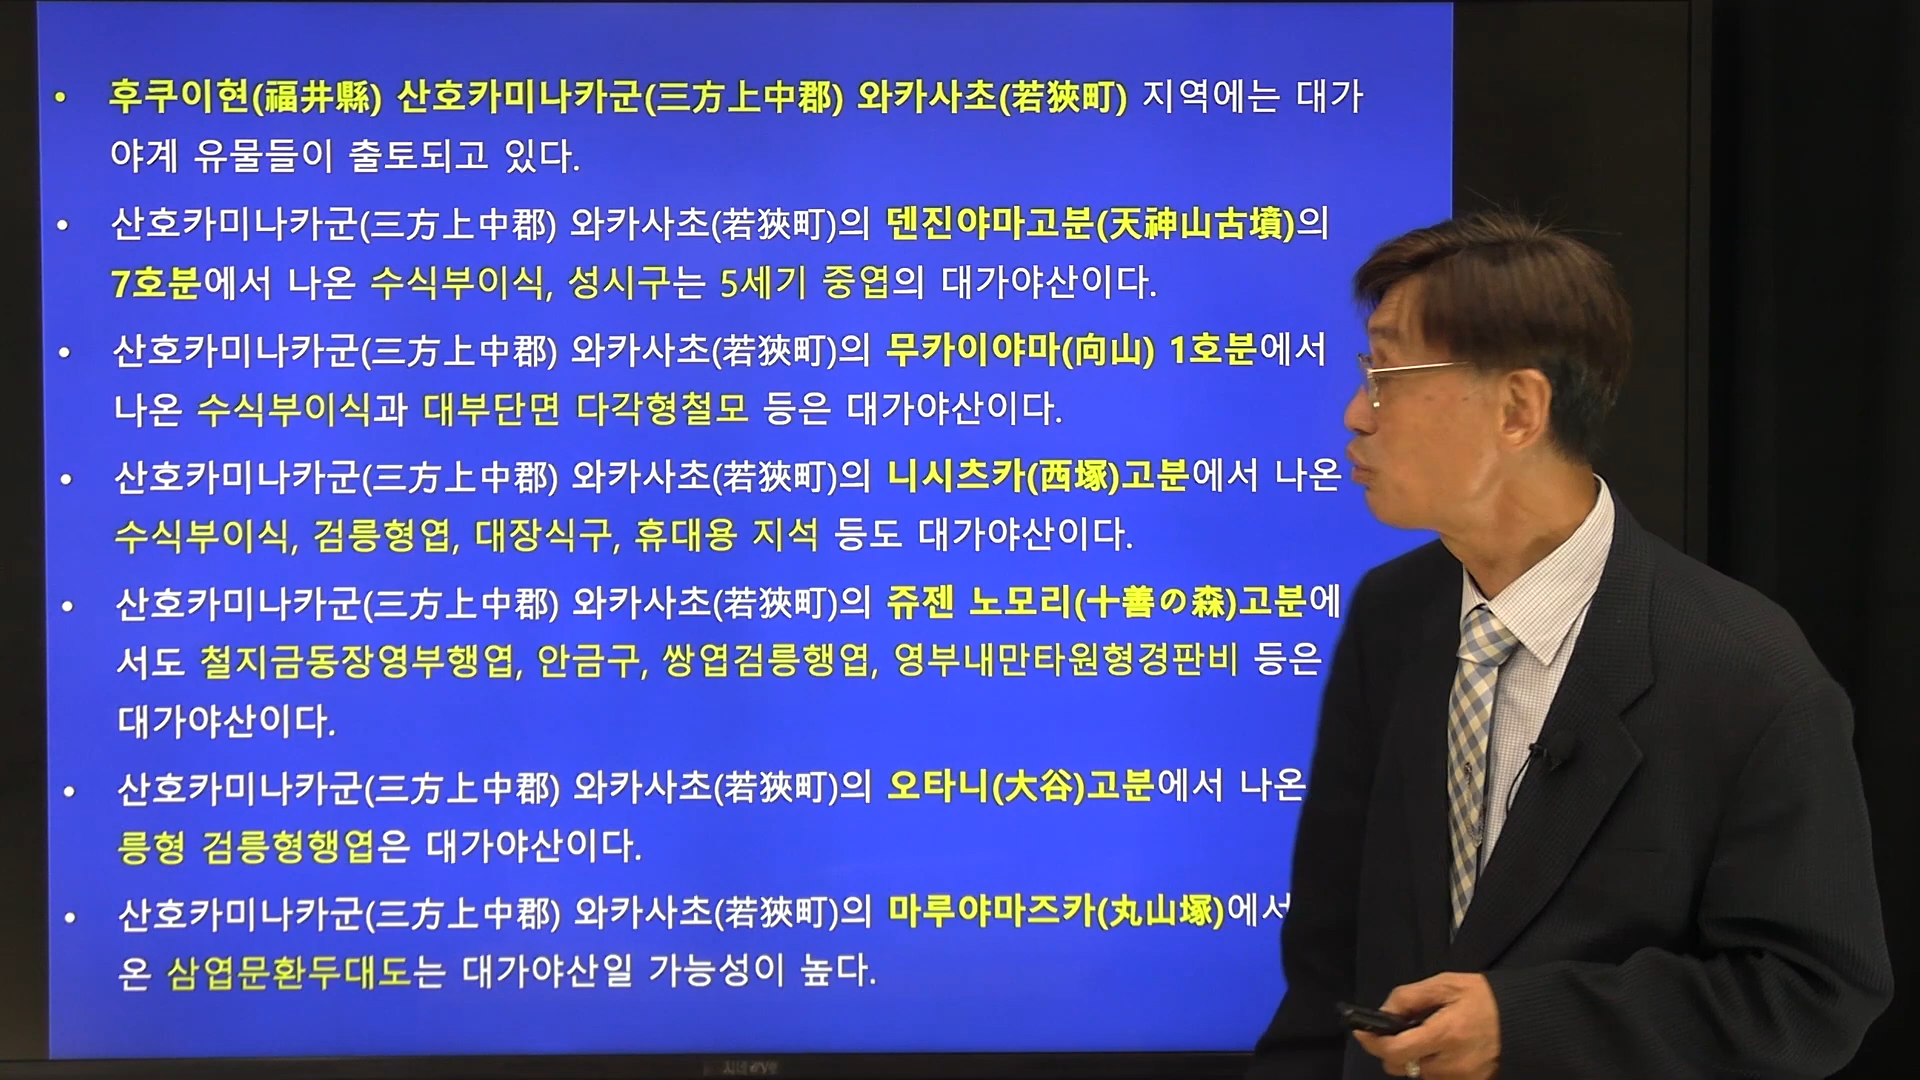 • 후쿠이현(福井縣) 산호카미나카군(三方上中郡) 와카사초(若狹町) 지역에는 대가
야계 유물들이 출토되고 있다.
• 산호카미나카군(三方上中郡) 와카사초(若狹町)의 덴진야마고분(天神山古墳)의
7호분에서 나온 수식부이식, 성시구는 5세기 중엽의 대가야산이다.
• 산호카미나카군(三方上中郡) 와카사초(若狹町)의 무카이야마(向山) 1호분에서
나온 수식부이식과 대부단면 다각형철모 등은 대가야산이다.
• 산호카미나카군(三方上中郡) 와카사초(若狹町)의 니시츠카(西塚)고분에서 나온
수식부이식, 검릉형엽, 대장식구, 휴대용 지석 등도 대가야산이다.
• 산호카미나카군(三方上中郡) 와카사초(若狹町)의 쥬젠 노모리(十善の森)고분에
서도 철지금동장영부행엽, 안금구, 쌍엽검릉행엽, 영부내만타원형경판비 등은
대가야산이다.
• 산호카미나카군(三方上中郡) 와카사초(若狹町)의 오타니(大谷)고분에서 나온
릉형 검릉형행엽은 대가야산이다.
• 산호카미나카군(三方上中郡) 와카사초(若狹町)의 마루야마즈카(丸山塚)에서
온 삼엽문환두대도는 대가야산일 가능성이 높다.